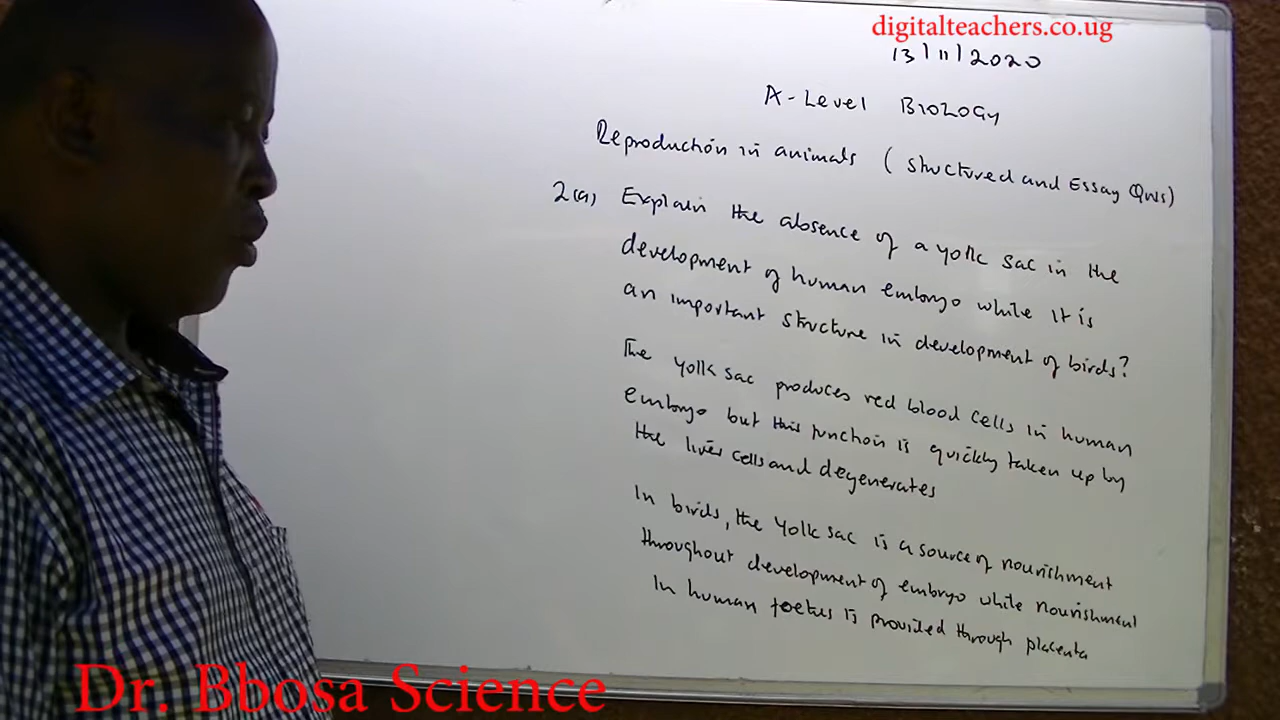 digitalteachers.co.ug
13/11/2020
A-Level BIOLOGY
Reproduction in animals (structured and Essay Qns)
2(a) Explain the absence of a yolk sac in the
development of human embryo while it is
an important structure in development of birds?
The yolk sac produces red blood cells in human
embryo but this function is quickly taken up by
the liver cells and degenerates
In birds, the yolk sac is a source of nourishment
throughout development of embryo while nourishment
In human foetus is provided through placenta
Dr. Bbosa Science